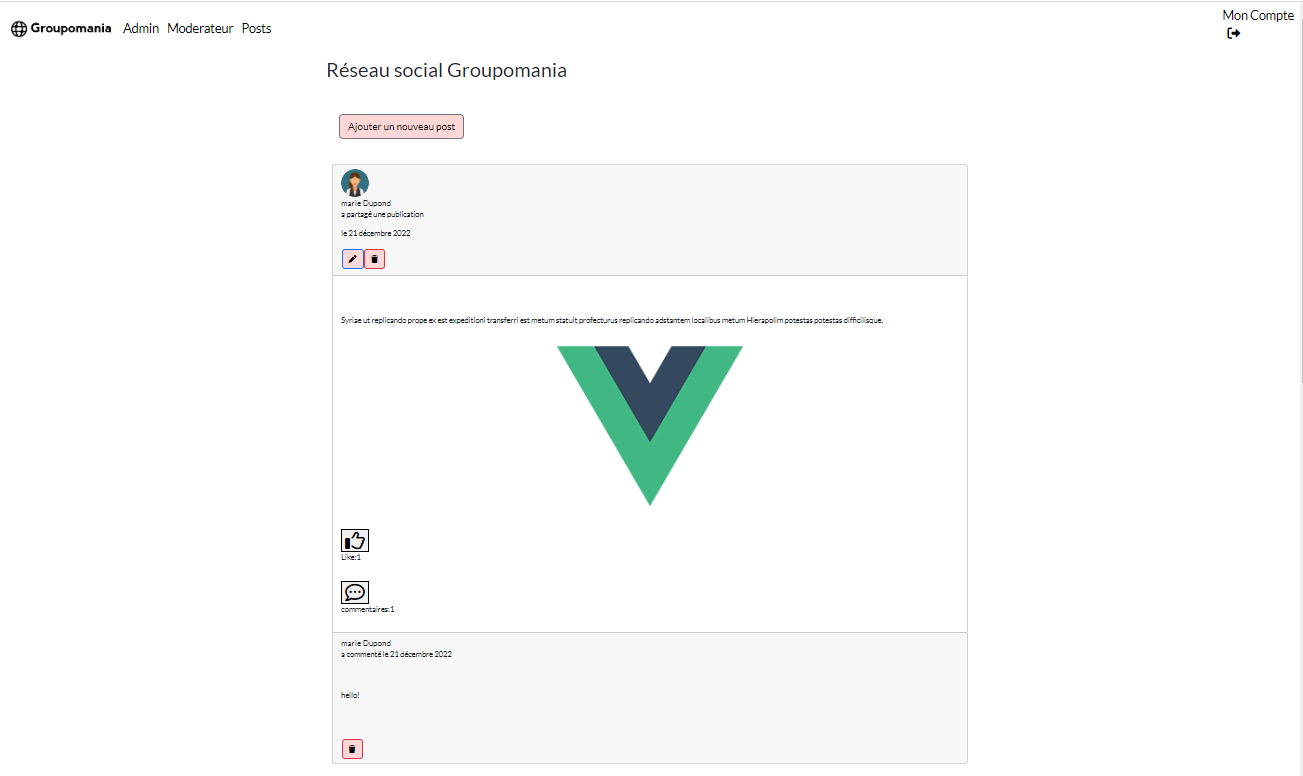 Groupomania Admin Moderateur Posts
Mon Compte
Réseau social Groupomania
Ajouter un nouveau post
marie Dupond
a partagé une publication
le 21 décembre 2022
Syriae ut replicando prope ex est expeditioni transferri est metum statuit profecturus replicando adstantem localibus metum Hierapolim potestas potestas difficilisque.
Like:1
commentaires:1
marie Dupond
a commenté le 21 décembre 2022
hello!